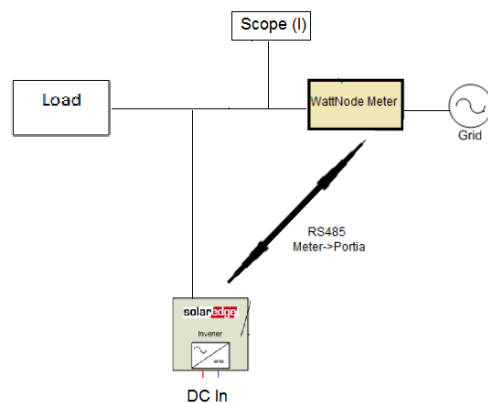 Scope (I)
Load
WattNode Meter
Grid
RS485
Meter->Portia
solaredge
Inverter
DC In